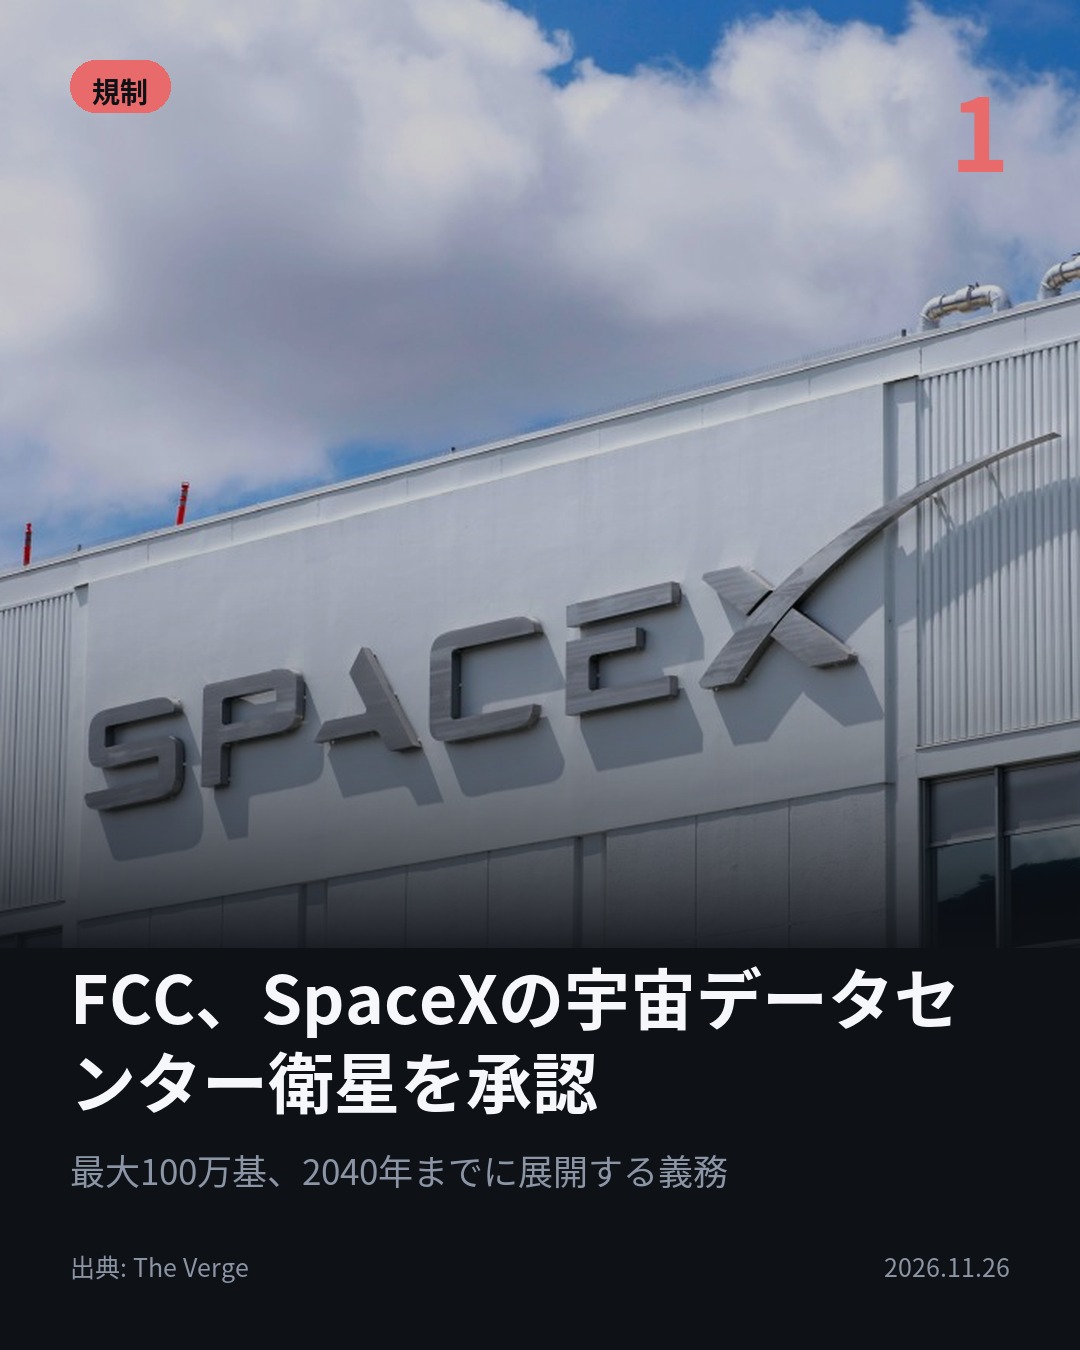 規制
1
SPACEX
FCC、SpaceXの宇宙データセ
ンター衛星を承認
最大100万基、2040年までに展開する義務
出典: The Verge
2026.11.26